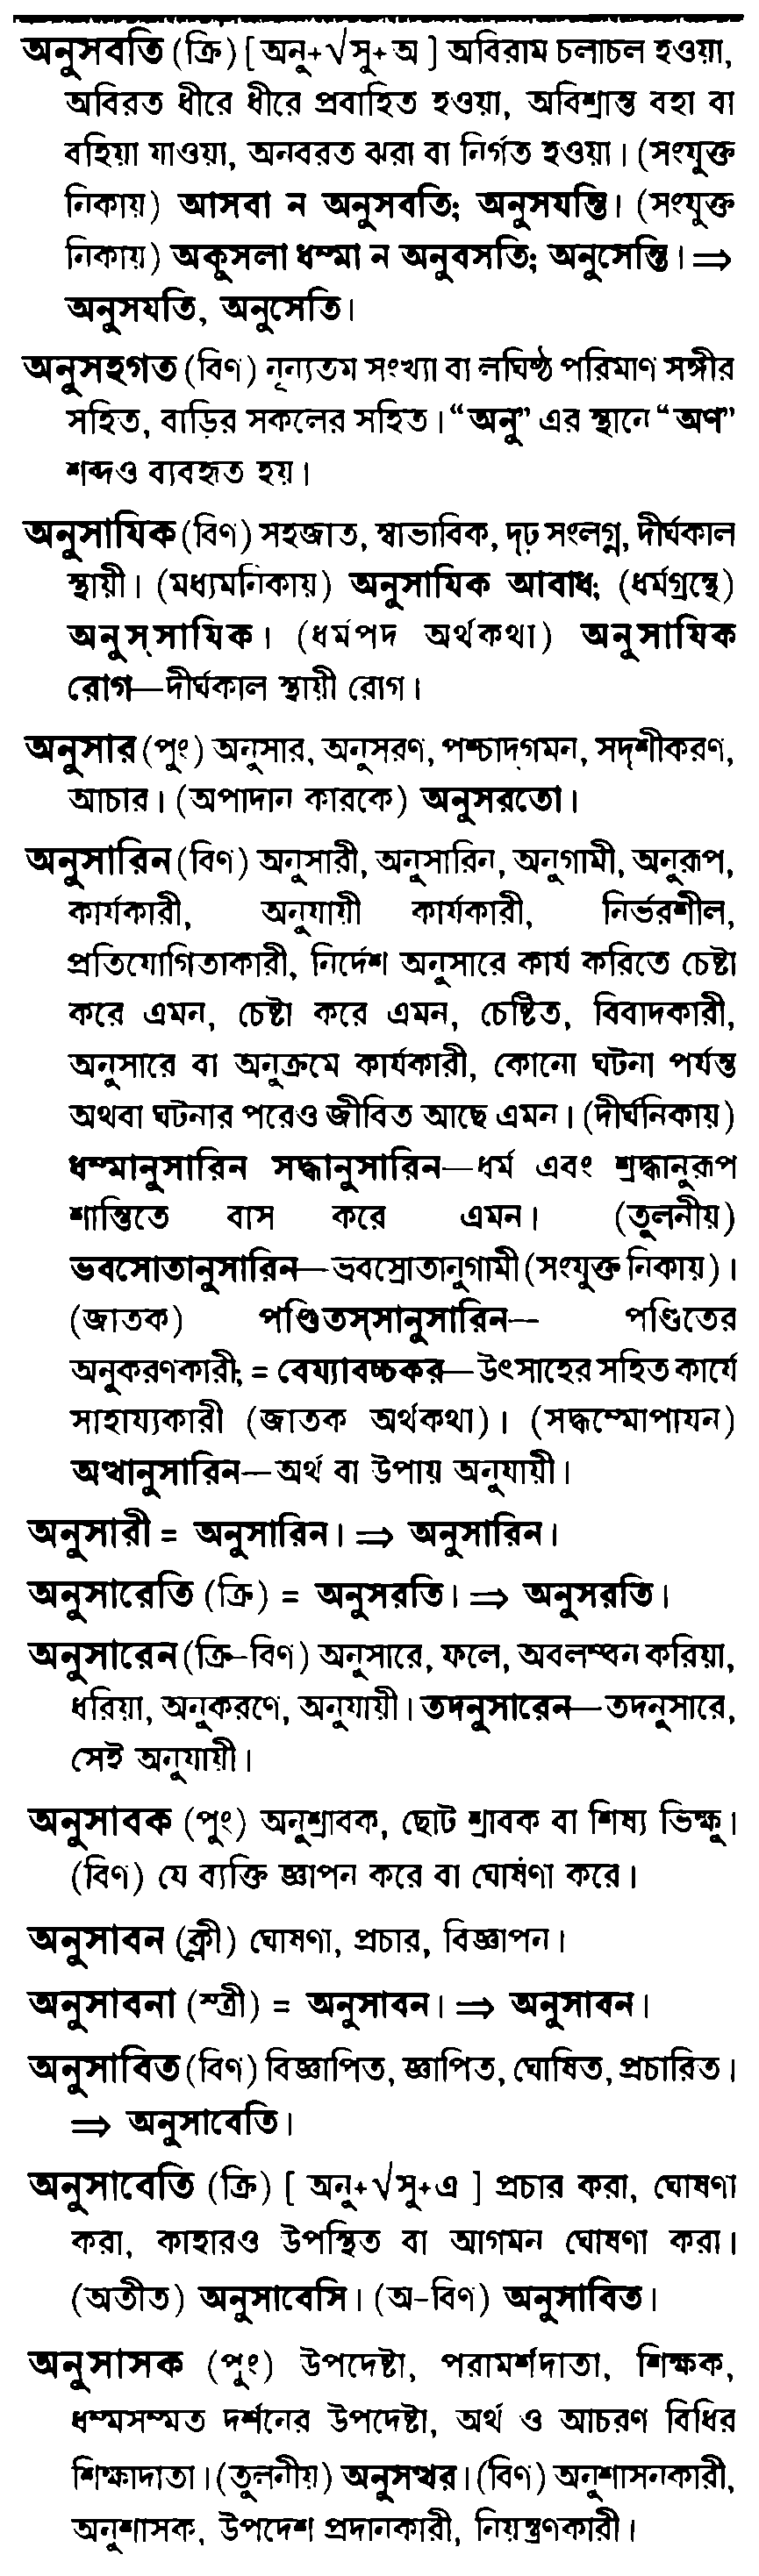 অনুসবতি (ক্রি) [ অনু+√সু+অ ] অবিরাম চলাচল হওয়া,
অবিরত ধীরে ধীরে প্রবাহিত হওয়া, অবিশ্রান্ত বহা বা
বহিয়া যাওয়া, অনবরত ঝরা বা নির্গত হওয়া। (সংযুক্ত
নিকায়) আসবা ন অনুসবতি; অনুসযন্তি। (সংযুক্ত
নিকায়) অকুসলা ধম্মা ন অনুবসতি; অনুসেন্তি। ⇒
অনুসযতি, অনুসেতি।
অনুসহগত (বিণ) নূন্যতম সংখ্যা বা লঘিষ্ঠ পরিমাণ সঙ্গীর
সহিত, বাড়ির সকলের সহিত। “অনু” এর স্থানে “অণ”
শব্দও ব্যবহৃত হয়।
অনুসাযিক (বিণ) সহজাত, স্বাভাবিক, দৃঢ় সংলগ্ন, দীর্ঘকাল
স্থায়ী। (মধ্যমনিকায়) অনুসাযিক আবাধ; (ধর্মগ্রন্থে)
অনুস্সাযিক। (ধর্মপদ অর্থকথা) অনুসাযিক
রোগ—দীর্ঘকাল স্থায়ী রোগ।
অনুসার (পুং) অনুসার, অনুসরণ, পশ্চাদ্গমন, সদৃশীকরণ,
আচার। (অপাদান কারকে) অনুসরতো।
অনুসারিন (বিণ) অনুসারী, অনুসারিন, অনুগামী, অনুরূপ,
কার্যকারী, অনুযায়ী কার্যকারী, নির্ভরশীল,
প্রতিযোগিতাকারী, নির্দেশ অনুসারে কার্য করিতে চেষ্টা
করে এমন, চেষ্টা করে এমন, চেষ্টিত, বিবাদকারী,
অনুসারে বা অনুক্রমে কার্যকারী, কোনো ঘটনা পর্যন্ত
অথবা ঘটনার পরেও জীবিত আছে এমন। (দীর্ঘনিকায়)
ধম্মানুসারিন সদ্ধানুসারিন—ধর্ম এবং শ্রদ্ধানুরূপ
শান্তিতে বাস করে এমন। (তুলনীয়)
ভবসোতানুসারিন—ভবস্রোতানুগামী (সংযুক্ত নিকায়)।
(জাতক) পণ্ডিতস্সানুসারিন— পণ্ডিতের
অনুকরণকারী; = বেয্যাবচ্চকর—উৎসাহের সহিত কার্যে
সাহায্যকারী (জাতক অর্থকথা)। (সদ্ধম্মোপাযন)
অত্থানুসারিন—অর্থ বা উপায় অনুযায়ী।
অনুসারী = অনুসারিন। ⇒ অনুসারিন।
অনুসারেতি (ক্রি) = অনুসরতি। ⇒ অনুসরতি।
অনুসারেন (ক্রি-বিণ) অনুসারে, ফলে, অবলম্বন করিয়া,
ধরিয়া, অনুকরণে, অনুযায়ী। তদনুসারেন—তদনুসারে,
সেই অনুযায়ী।
অনুসাবক (পুং) অনুশ্রাবক, ছোট শ্রাবক বা শিষ্য ভিক্ষু।
(বিণ) যে ব্যক্তি জ্ঞাপন করে বা ঘোষণা করে।
অনুসাবন (ক্লী) ঘোষণা, প্রচার, বিজ্ঞাপন।
অনুসাবনা (স্ত্রী) = অনুসাবন। ⇒ অনুসাবন।
অনুসাবিত (বিণ) বিজ্ঞাপিত, জ্ঞাপিত, ঘোষিত, প্রচারিত।
⇒ অনুসাবেতি।
অনুসাবেতি (ক্রি) [ অনু+√সু+এ ] প্রচার করা, ঘোষণা
করা, কাহারও উপস্থিত বা আগমন ঘোষণা করা।
(অতীত) অনুসাবেসি। (অ-বিণ) অনুসাবিত।
অনুসাসক (পুং) উপদেষ্টা, পরামর্শদাতা, শিক্ষক,
ধম্মসম্মত দর্শনের উপদেষ্টা, অর্থ ও আচরণ বিধির
শিক্ষাদাতা। (তুলনীয়) অনুসত্থর। (বিণ) অনুশাসনকারী,
অনুশাসক, উপদেশ প্রদানকারী, নিয়ন্ত্রণকারী।